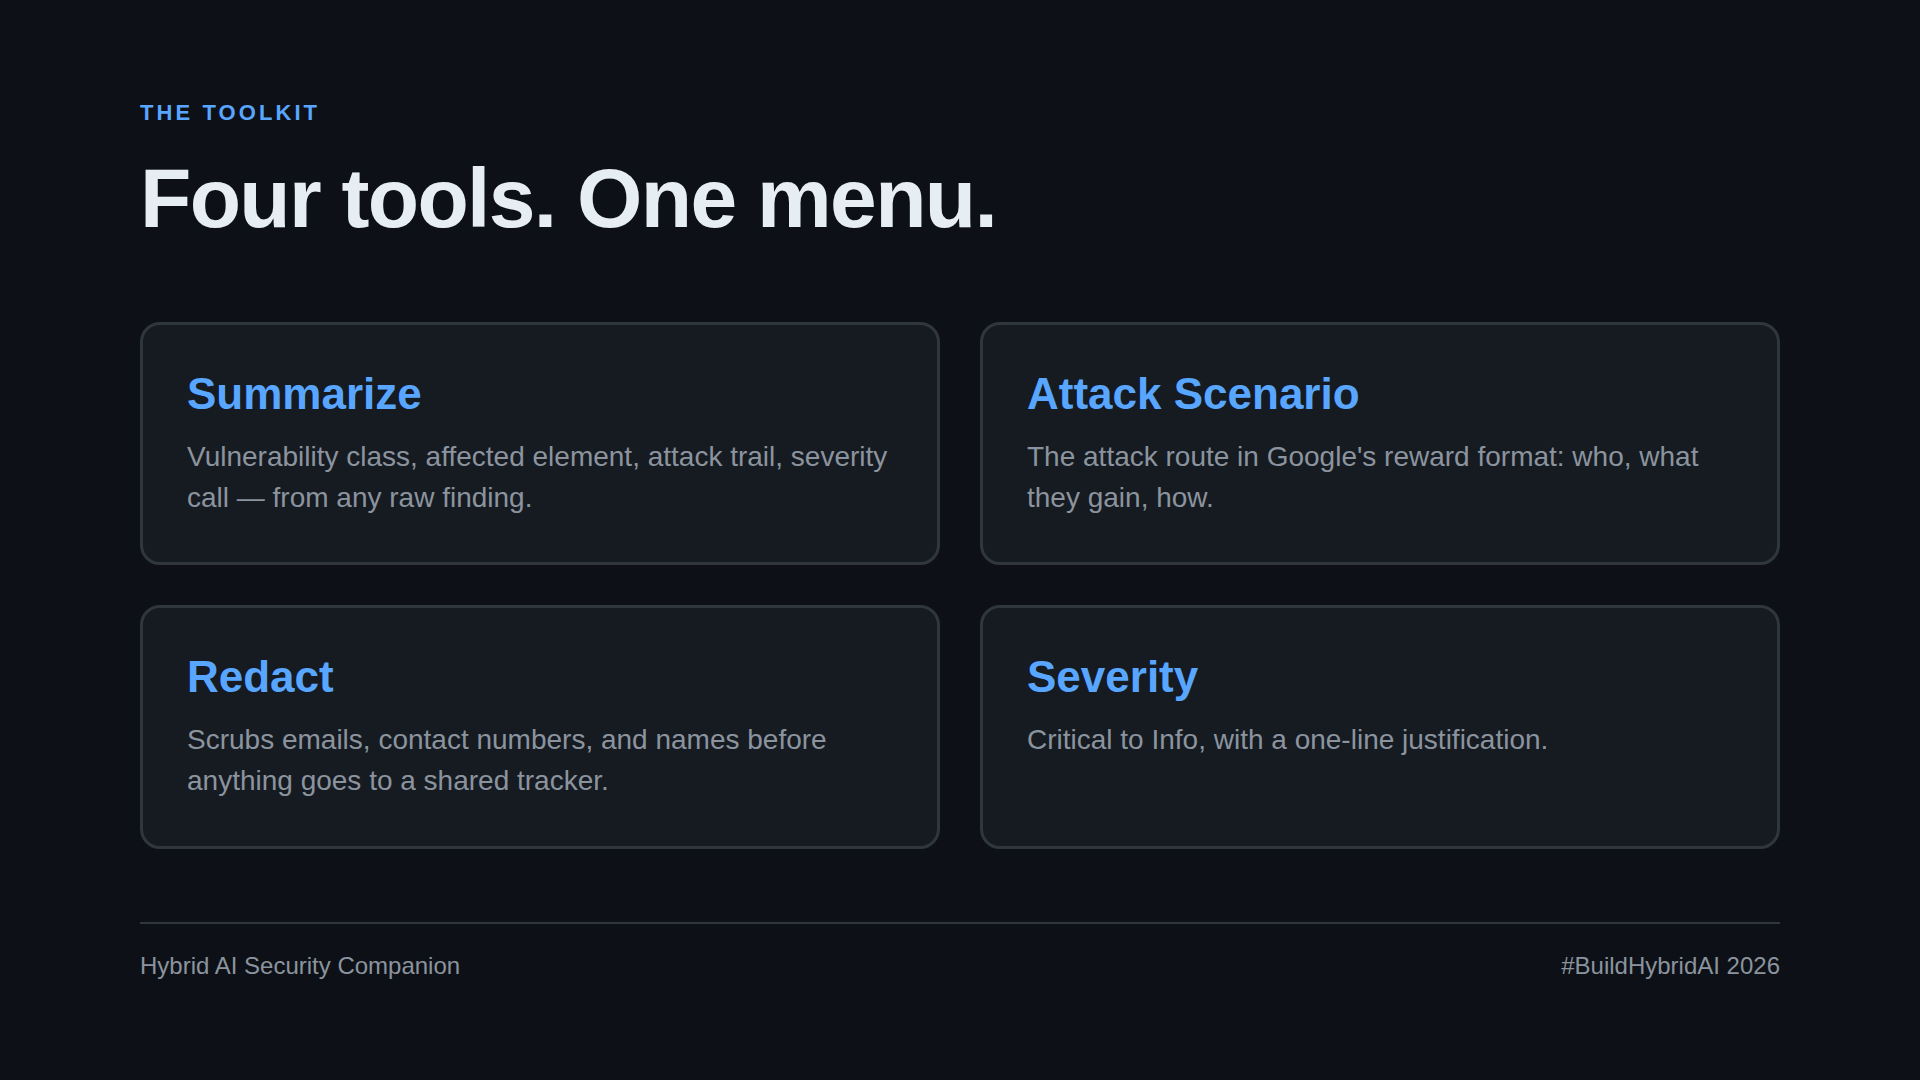 THE TOOLKIT
Four tools. One menu.
Summarize
Vulnerability class, affected element, attack trail, severity
call — from any raw finding.
Attack Scenario
The attack route in Google's reward format: who, what
they gain, how.
Redact
Scrubs emails, contact numbers, and names before
anything goes to a shared tracker.
Severity
Critical to Info, with a one-line justification.
Hybrid AI Security Companion
#BuildHybridAI 2026